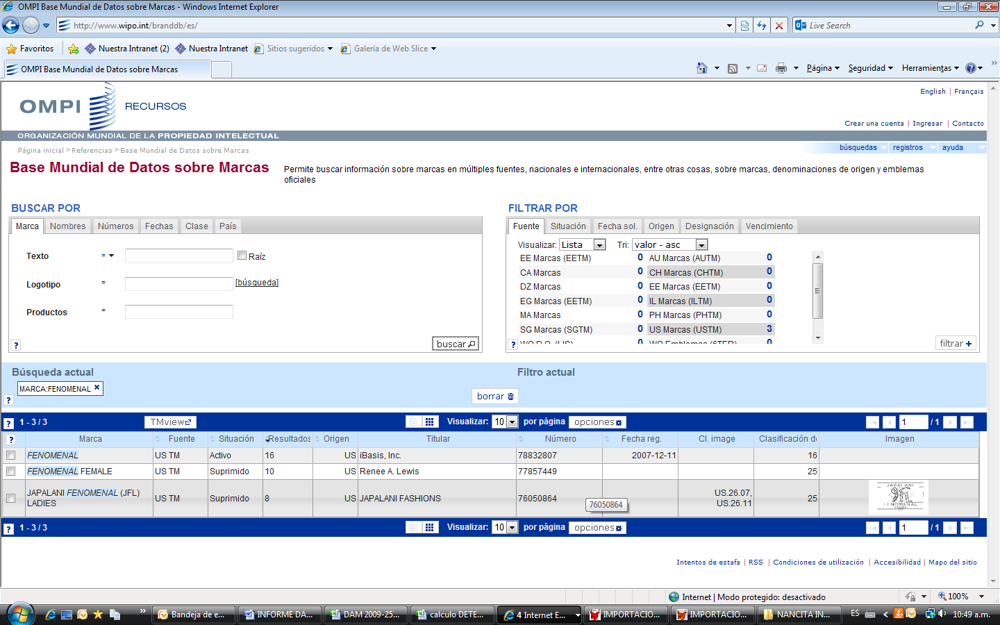 OMPI Base Mundial de Datos sobre Marcas - Windows Internet Explorer
http://www.wipo.int/branddb/es/
Live Search
Favoritos
Nuestra Intranet (2)
Nuestra Intranet
Sitios sugeridos
Galería de Web Slice
OMPI Base Mundial de Datos sobre Marcas
Página
Seguridad
Herramientas
English | Français
OMPI
RECURSOS
Crear una cuenta | Ingresar | Contacto
ORGANIZACIÓN MUNDIAL DE LA PROPIEDAD INTELECTUAL
Página inicial > Referencias > Base Mundial de Datos sobre Marcas
búsquedas registros ayuda
Base Mundial de Datos sobre Marcas
Permite buscar información sobre marcas en múltiples fuentes, nacionales e internacionales, entre otras cosas, sobre marcas, denominaciones de origen y emblemas
oficiales
BUSCAR POR
Marca Nombres Números Fechas Clase País
Texto = Raíz
Logotipo = [búsqueda]
Productos =
? buscar
FILTRAR POR
Fuente Situación Fecha sol. Origen Designación Vencimiento
Visualizar: Lista Tri: valor - asc
EE Marcas (EETM) 0 AU Marcas (AUTM) 0
CA Marcas 0 CH Marcas (CHTM) 0
DZ Marcas 0 EE Marcas (EETM) 0
EG Marcas (EETM) 0 IL Marcas (ILTM) 0
MA Marcas 0 PH Marcas (PHTM) 0
SG Marcas (SGTM) 0 US Marcas (USTM) 3
WO D.O. (US) 0 WO Emblemas (6TER) 0
? filtrar +
Búsqueda actual
MARCA:FENOMENAL
?
Filtro actual
borrar
? 1 - 3 / 3 TMview Visualizar: 10 por página opciones 1 / 1
? Marca Fuente Situación Resultados Origen Titular Número Fecha reg. Cl. image Clasificación d Imagen
FENOMENAL US TM Activo 16 US iBasis, Inc. 78832807 2007-12-11 16
FENOMENAL FEMALE US TM Suprimido 10 US Renee A. Lewis 77857449 25
JAPALANI FENOMENAL (JFL)
LADIES US TM Suprimido 8 US JAPALANI FASHIONS 76050864 US.26.07,
US.26.11 25
JAPALANI
FENOMENAL
LADIES
76050864
? 1 - 3 / 3 Visualizar: 10 por página opciones 1 / 1
Intentos de estafa | RSS | Condiciones de utilización | Accesibilidad | Mapo del sitio
Internet | Modo protegido: desactivado
100%
Bandeja de e...
INFORME DA...
DAM 2009-25...
calculo DETE...
4 Internet E...
IMPORTACIO...
IMPORTACIO...
NANCITA IN...
ES
10:49 a.m.